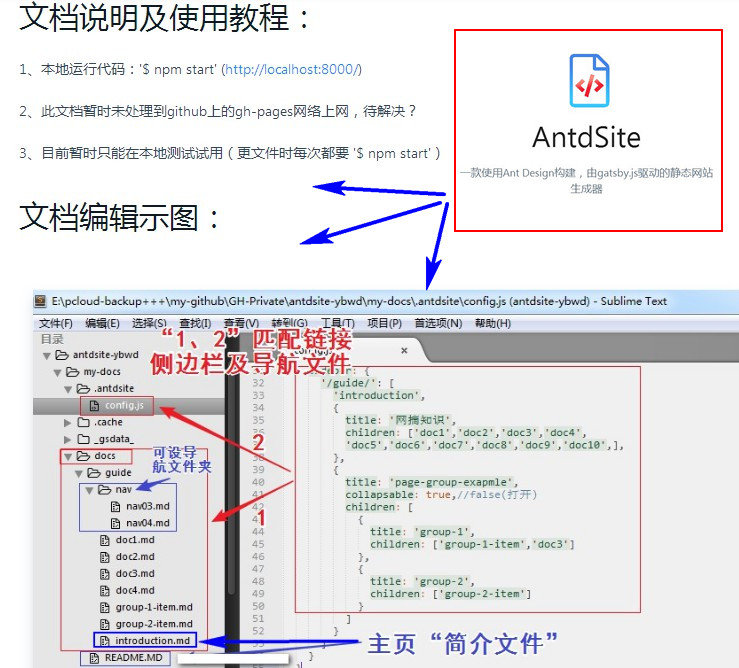 文档说明及使用教程：
1、本地运行代码：'$ npm start' (http://localhost:8000/)
2、此文档暂时未处理到github上的gh-pages网络上网，待解决？
3、目前暂时只能在本地测试试用（更文件时每次都要 '$ npm start' ）
AntdSite
一款使用Ant Design构建，由gatsby.js驱动的静态网站
生成器
文档编辑示图：
E:\pcloud-backup+++\my-github\GH-Private\antdsite-ybwd\my-docs\.antdsite\config.js (antdsite-ybwd) - Sublime Text
文件(F) 编辑(E) 选择(S) 查找(I) 查看(V) 转到(G) 工具(T) 项目(P) 首选项(N) 帮助(H)
目录
antdsite-ybwd
my-docs
.antdsite
config.js
.cache
_gsdata_
docs
guide
nav
nav03.md
nav04.md
doc1.md
doc2.md
doc3.md
doc4.md
group-1-item.md
group-2-item.md
introduction.md
README.MD
“1、2”匹配链接
侧边栏及导航文件
可设导
航文件夹
2
1
32 '/guide/': [
33 'introduction',
34 {
35 title: '网摘知识',
36 children: ['doc1','doc2','doc3','doc4',
37 'doc5','doc6','doc7','doc8','doc9','doc10',],
38 },
39 {
40 title: 'page-group-exapmle',
41 collapsable: true,//false(打开)
42 children: [
{
44 title: 'group-1',
45 children: ['group-1-item','doc3']
46 },
47 {
48 title: 'group-2',
49 children: ['group-2-item']
50 }
51 ]
52 }
]
}
主页“简介文件”